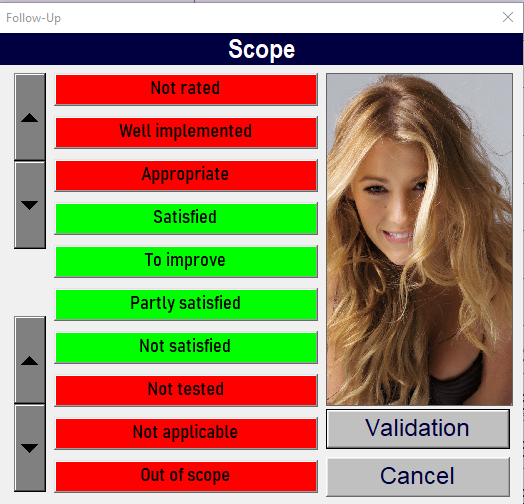 Follow-Up
Scope
Not rated
Well implemented
Appropriate
Satisfied
To improve
Partly satisfied
Not satisfied
Not tested
Not applicable
Out of scope
Validation
Cancel